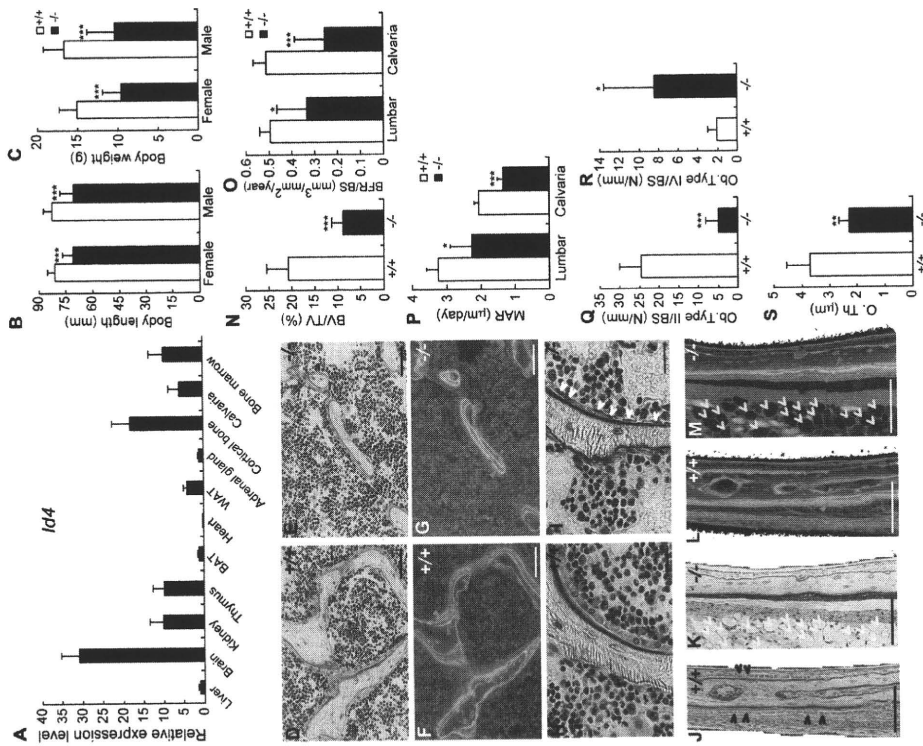 A
Id4
Relative expression level
40
35
30
25
20
15
10
5
0
Liver
Brain
Kidney
Thymus
BAT
Heart
WAT
Adrenal gland
Cortical bone
Calvaria
Bone marrow
B
Body length (mm)
90
75
60
45
30
15
0
***
***
Female
Male
C
□+/+
■-/-
Body weight (g)
20
15
10
5
0
***
***
Female
Male
D
+/+
E
-/-
F
+/+
G
-/-
J
+/+
K
-/-
L
+/+
M
-/-
N
BV/TV (%)
30
25
20
15
10
5
0
***
+/+
-/-
O
□+/+
■-/-
BFR/BS (mm³/mm²/year)
0.6
0.5
0.4
0.3
0.2
0.1
0
*
***
Lumbar
Calvaria
P
□+/+
■-/-
MAR (μm/day)
4
3
2
1
0
*
***
Lumbar
Calvaria
Q
Ob.Type II/BS (N/mm)
35
30
25
20
15
10
5
0
***
+/+
-/-
R
Ob.Type IV/BS (N/mm)
14
12
10
8
6
4
2
0
*
+/+
-/-
S
O. Th (μm)
5
4
3
2
1
0
**
+/+
-/-